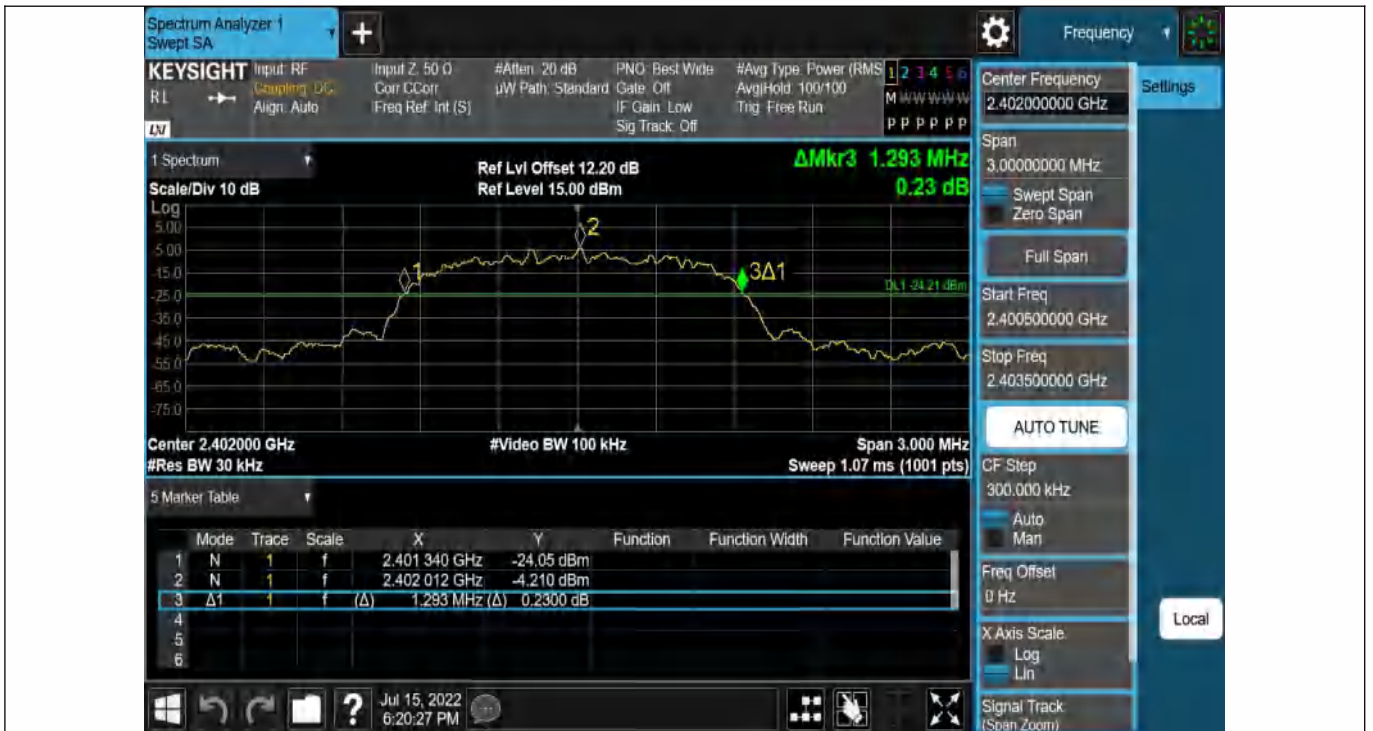 Spectrum Analyzer 1
Swept SA
+
Frequency
KEYSIGHT
RL
LXI
Input: RF
Coupling: DC
Align: Auto
Input Z: 50 Ω
Corr CCorr
Freq Ref: Int (S)
#Atten: 20 dB
µW Path: Standard
PNO: Best Wide
Gate: Off
IF Gain: Low
Sig Track: Off
#Avg Type: Power (RMS
Avg|Hold: 100/100
Trig: Free Run
1 2 3 4 5 6
M W W W W W
P P P P P P
1 Spectrum
Scale/Div 10 dB
Ref Lvl Offset 12.20 dB
Ref Level 15.00 dBm
ΔMkr3 1.293 MHz
0.23 dB
Log
5.00
-5.00
-15.0
-25.0
-35.0
-45.0
-55.0
-65.0
-75.0
1
2
3Δ1
DL1 -24.21 dBm
Center 2.402000 GHz
#Video BW 100 kHz
Span 3.000 MHz
#Res BW 30 kHz
Sweep 1.07 ms (1001 pts)
5 Marker Table
Mode Trace Scale X Y Function Function Width Function Value
1 N 1 f 2.401 340 GHz -24.05 dBm
2 N 1 f 2.402 012 GHz -4.210 dBm
3 Δ1 1 f (Δ) 1.293 MHz (Δ) 0.2300 dB
4
5
6
Jul 15, 2022
6:20:27 PM
?
Center Frequency
2.402000000 GHz
Span
3.00000000 MHz
Swept Span
Zero Span
Full Span
Start Freq
2.400500000 GHz
Stop Freq
2.403500000 GHz
AUTO TUNE
CF Step
300.000 kHz
Auto
Man
Freq Offset
0 Hz
X Axis Scale
Log
Lin
Signal Track
(Span Zoom)
Settings
Local